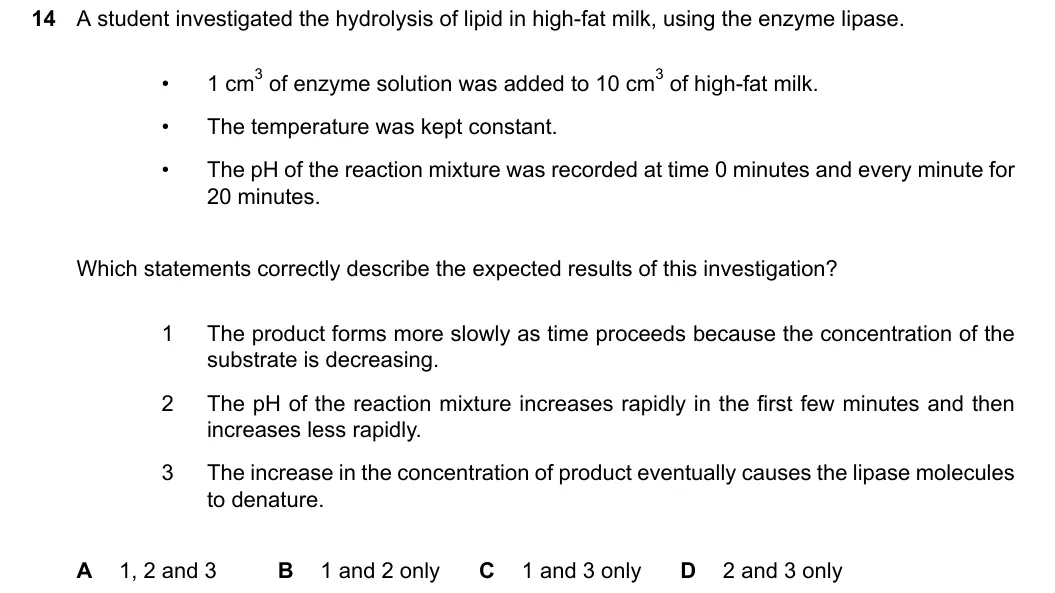 14 A student investigated the hydrolysis of lipid in high-fat milk, using the enzyme lipase.
• 1 cm³ of enzyme solution was added to 10 cm³ of high-fat milk.
• The temperature was kept constant.
• The pH of the reaction mixture was recorded at time 0 minutes and every minute for
20 minutes.
Which statements correctly describe the expected results of this investigation?
1 The product forms more slowly as time proceeds because the concentration of the
substrate is decreasing.
2 The pH of the reaction mixture increases rapidly in the first few minutes and then
increases less rapidly.
3 The increase in the concentration of product eventually causes the lipase molecules
to denature.
A 1, 2 and 3 B 1 and 2 only C 1 and 3 only D 2 and 3 only